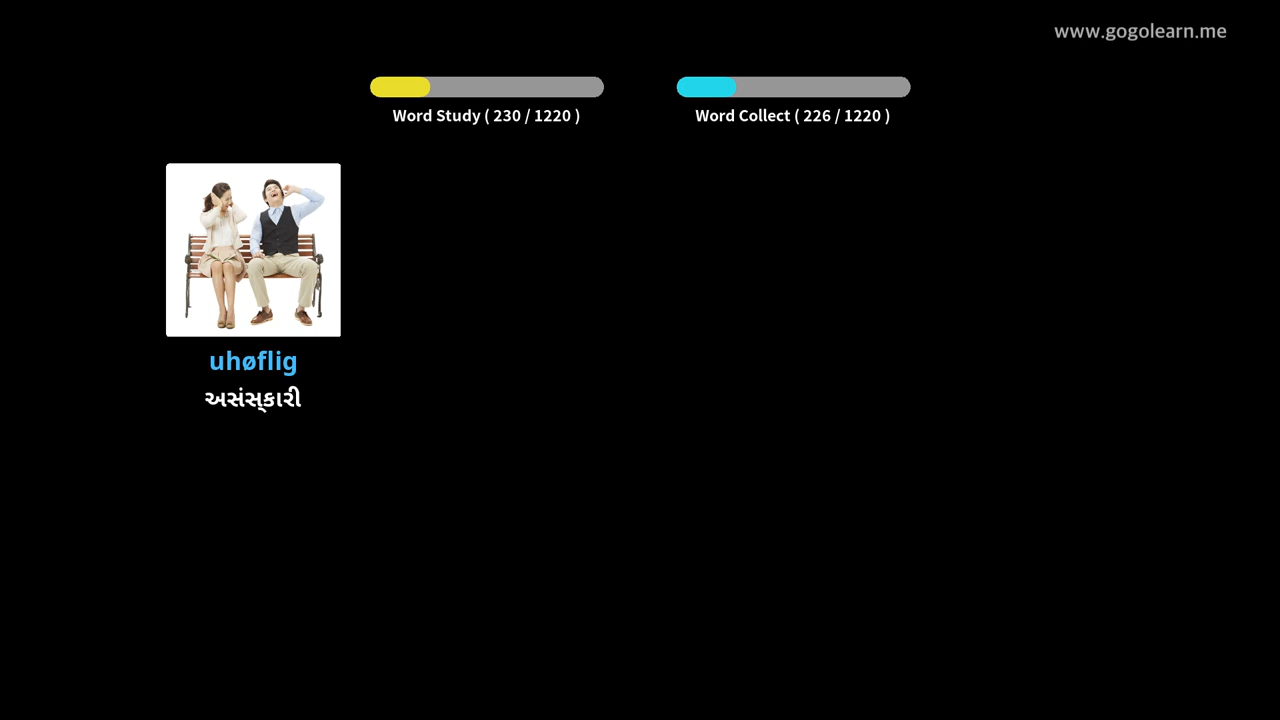 www.gogolearn.me
Word Study ( 230 / 1220 )
Word Collect ( 226 / 1220 )
uhøflig
અસંસ્કારી